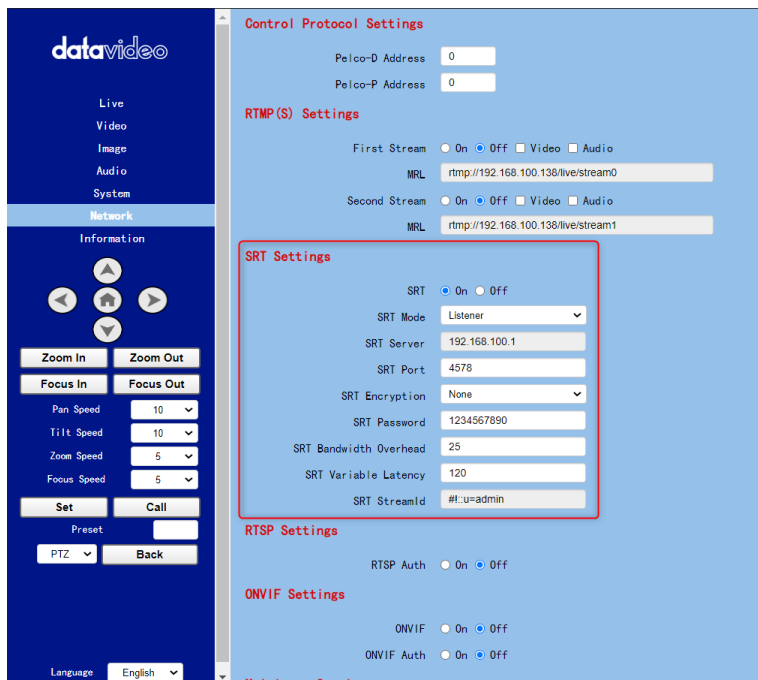 datavideo
Live
Video
Image
Audio
System
Network
Information
Zoom In Zoom Out
Focus In Focus Out
Pan Speed 10
Tilt Speed 10
Zoom Speed 5
Focus Speed 5
Set Call
Preset
PTZ Back
Language English
Control Protocol Settings
Pelco-D Address 0
Pelco-P Address 0
RTMP(S) Settings
First Stream On Off Video Audio
MRL rtmp://192.168.100.138/live/stream0
Second Stream On Off Video Audio
MRL rtmp://192.168.100.138/live/stream1
SRT Settings
SRT On Off
SRT Mode Listener
SRT Server 192.168.100.1
SRT Port 4578
SRT Encryption None
SRT Password 1234567890
SRT Bandwidth Overhead 25
SRT Variable Latency 120
SRT StreamId #!::u=admin
RTSP Settings
RTSP Auth On Off
ONVIF Settings
ONVIF On Off
ONVIF Auth On Off